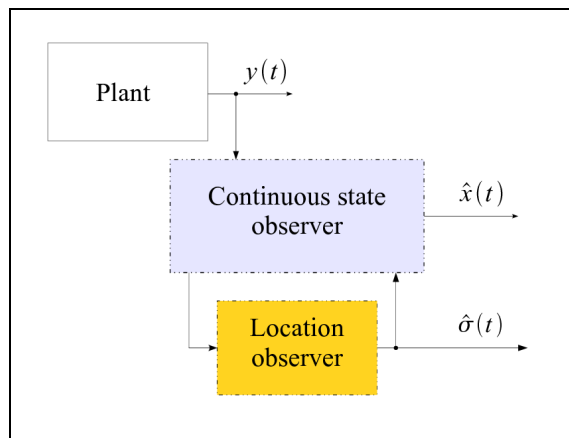 Plant
y(t)
Continuous state
observer
x̂(t)
Location
observer
σ̂(t)